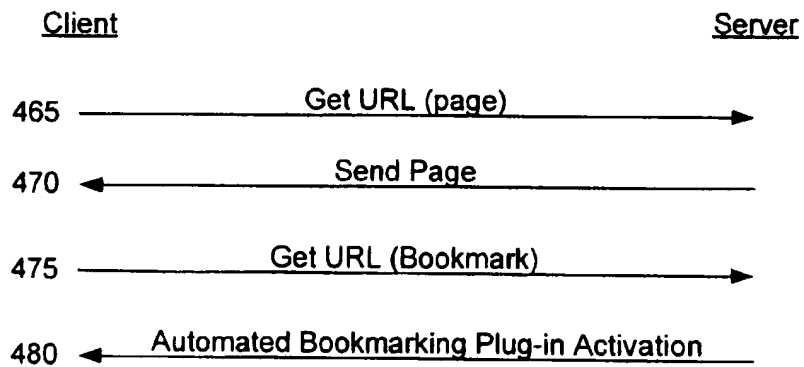 Client Server
465 Get URL (page)
470 Send Page
475 Get URL (Bookmark)
480 Automated Bookmarking Plug-in Activation